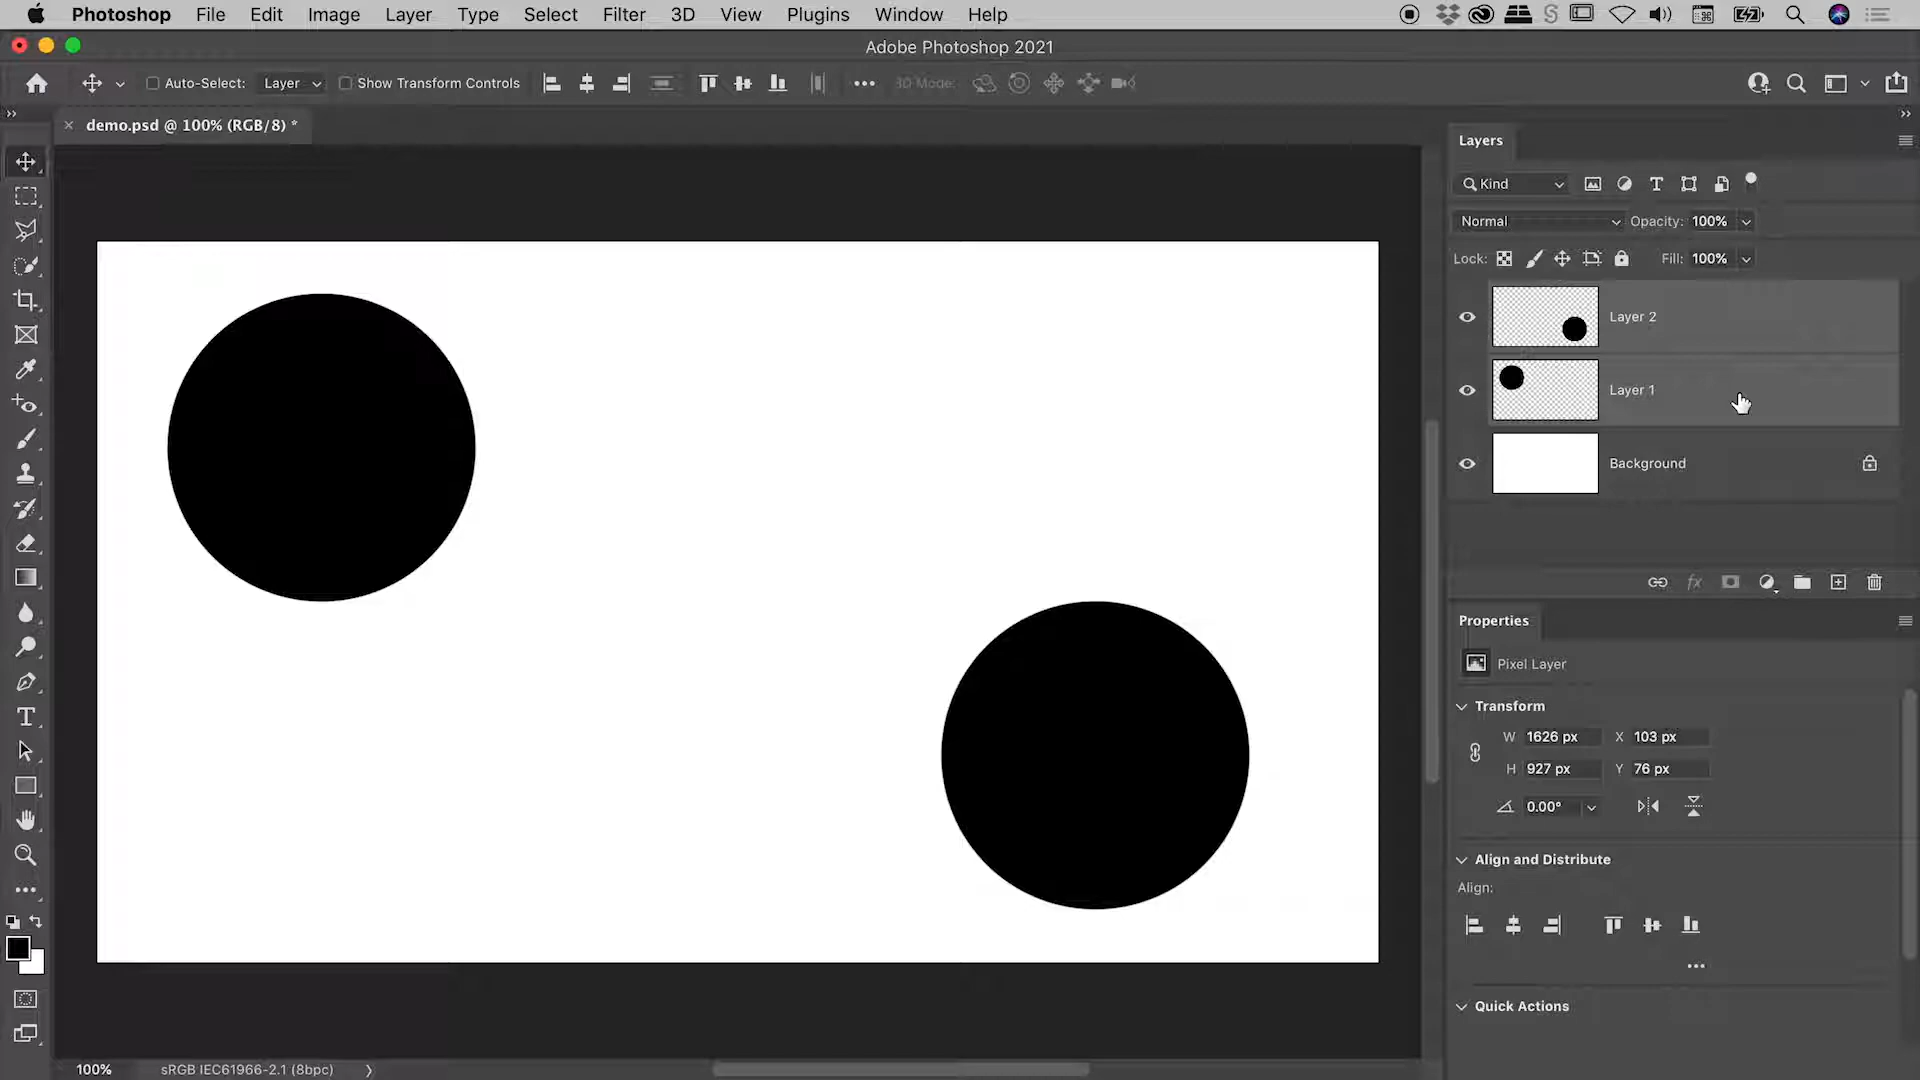 Photoshop File Edit Image Layer Type Select Filter 3D View Plugins Window Help
Adobe Photoshop 2021
Auto-Select: Layer Show Transform Controls 3D Mode:
demo.psd @ 100% (RGB/8) *
Layers
Kind
Normal Opacity: 100%
Lock: Fill: 100%
Layer 2
Layer 1
Background
fx
Properties
Pixel Layer
Transform
W 1626 px X 103 px
H 927 px Y 76 px
0.00°
Align and Distribute
Align:
Quick Actions
100% sRGB IEC61966-2.1 (8bpc)